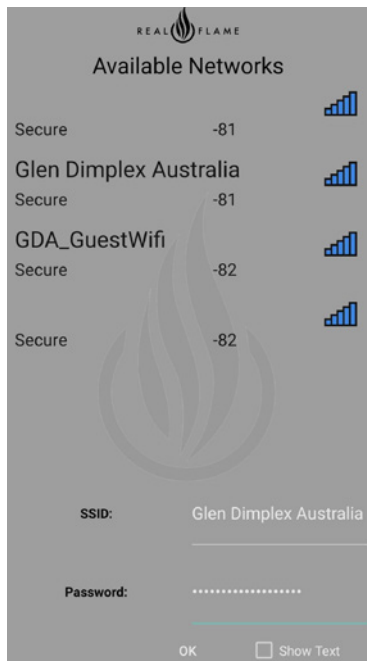 REAL FLAME
Available Networks
Secure -81
Glen Dimplex Australia
Secure -81
GDA_GuestWifi
Secure -82
Secure -82
SSID: Glen Dimplex Australia
Password: •••••••••••••••••••
OK Show Text